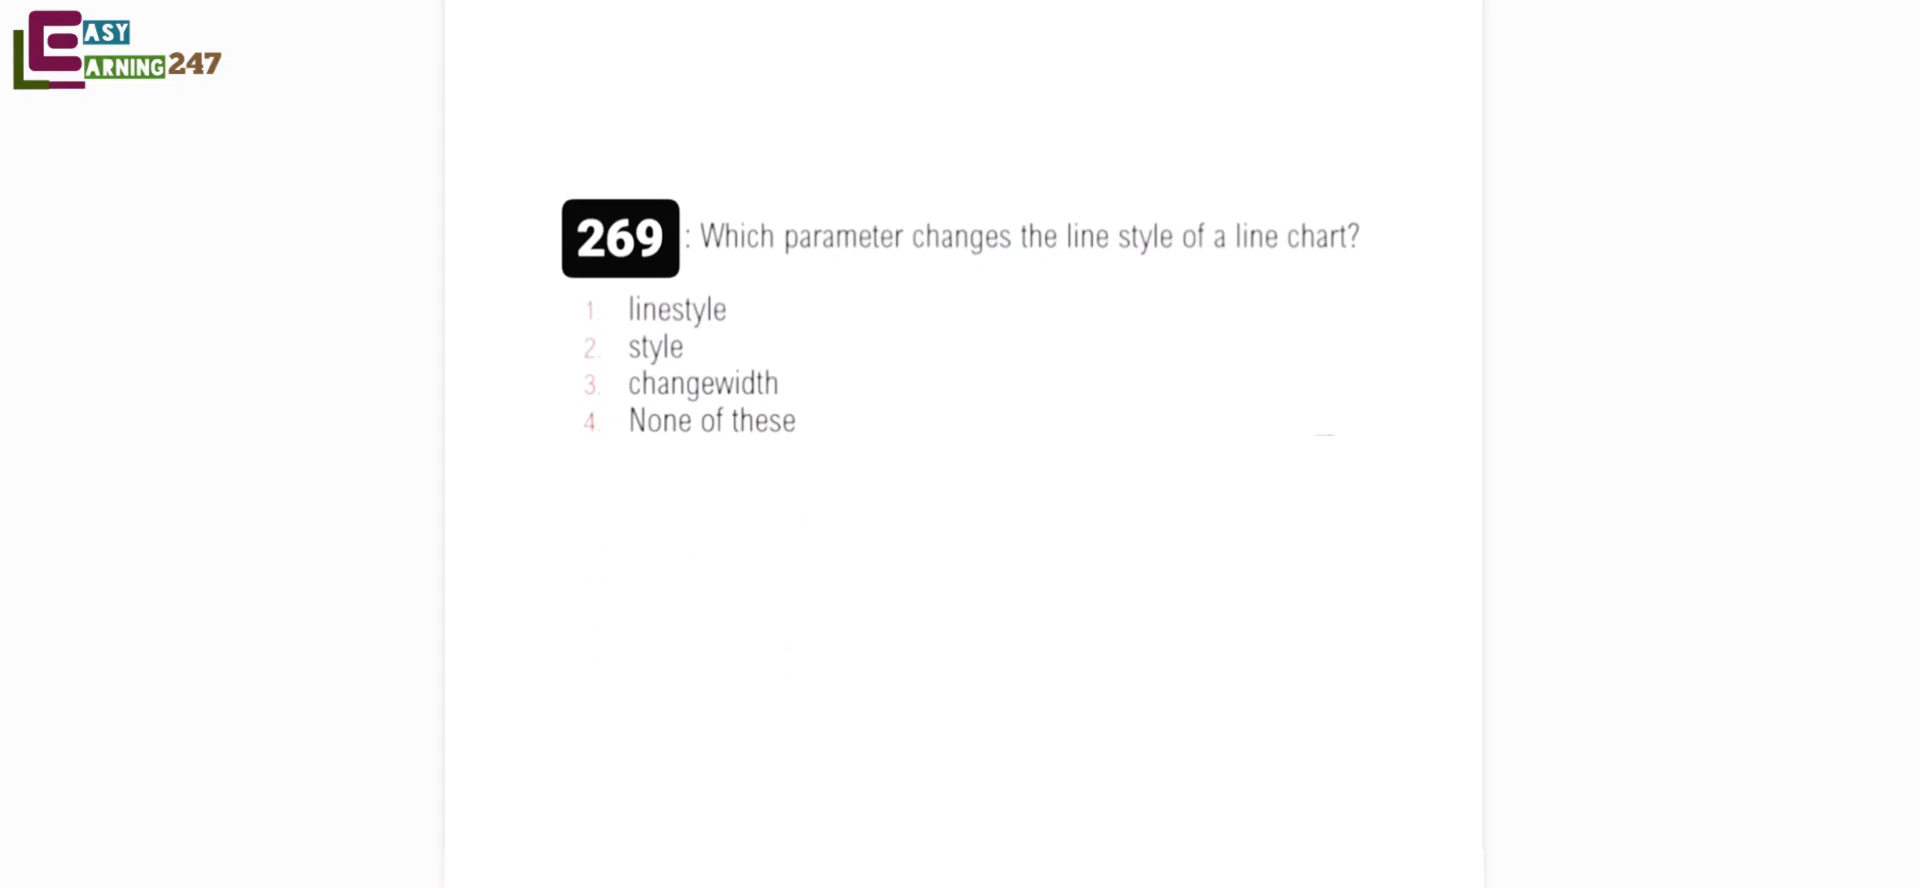 EASY
LEARNING247
269 : Which parameter changes the line style of a line chart?
1. linestyle
2. style
3. changewidth
4. None of these